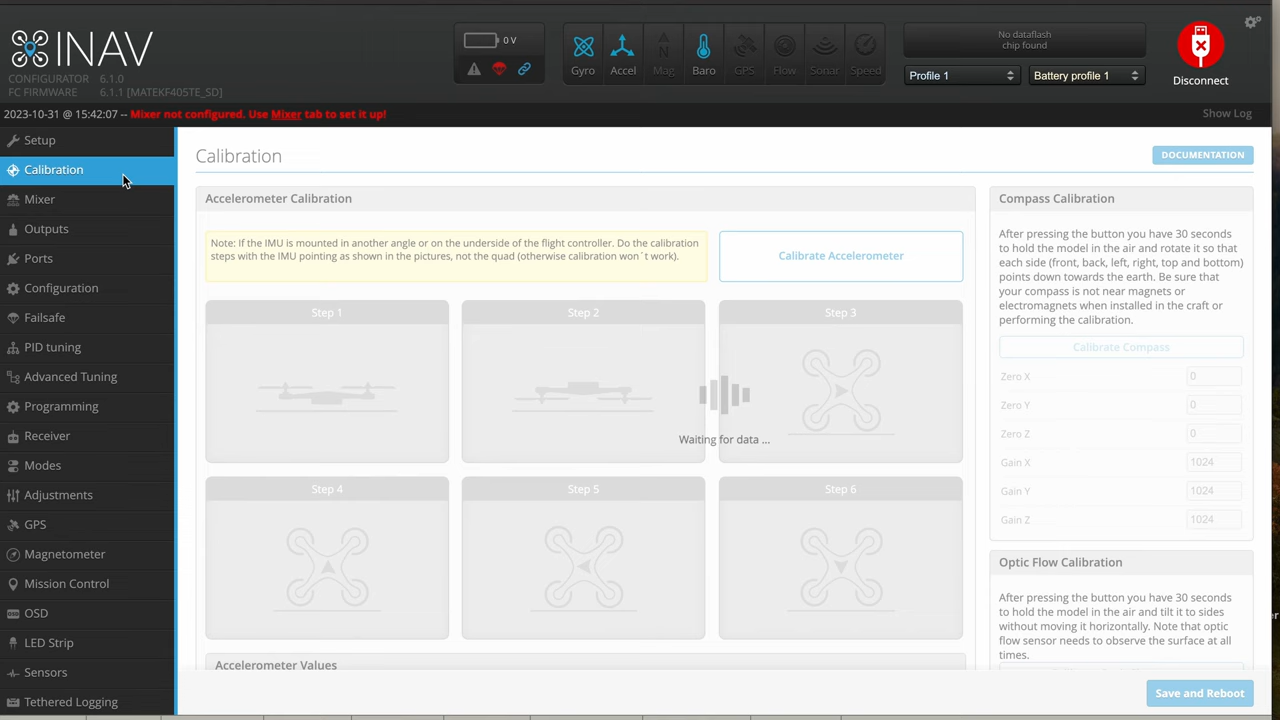 INAV
CONFIGURATOR 6.1.0
FC FIRMWARE 6.1.1 [MATEKF405TE_SD]
0 V
Gyro Accel Mag Baro GPS Flow Sonar Speed
No dataflash
chip found
Profile 1
Battery profile 1
Disconnect
2023-10-31 @ 15:42:07 -- Mixer not configured. Use Mixer tab to set it up!
Show Log
Setup
Calibration
Mixer
Outputs
Ports
Configuration
Failsafe
PID tuning
Advanced Tuning
Programming
Receiver
Modes
Adjustments
GPS
Magnetometer
Mission Control
OSD
LED Strip
Sensors
Tethered Logging
Calibration
DOCUMENTATION
Accelerometer Calibration
Note: If the IMU is mounted in another angle or on the underside of the flight controller. Do the calibration
steps with the IMU pointing as shown in the pictures, not the quad (otherwise calibration won´t work).
Calibrate Accelerometer
Step 1
Step 2
Step 3
Waiting for data ...
Step 4
Step 5
Step 6
Accelerometer Values
Compass Calibration
After pressing the button you have 30 seconds
to hold the model in the air and rotate it so that
each side (front, back, left, right, top and bottom)
points down towards the earth. Be sure that
your compass is not near magnets or
electromagnets when installed in the craft or
performing the calibration.
Calibrate Compass
Zero X 0
Zero Y 0
Zero Z 0
Gain X 1024
Gain Y 1024
Gain Z 1024
Optic Flow Calibration
After pressing the button you have 30 seconds
to hold the model in the air and tilt it to sides
without moving it horizontally. Note that optic
flow sensor needs to observe the surface at all
times.
Save and Reboot